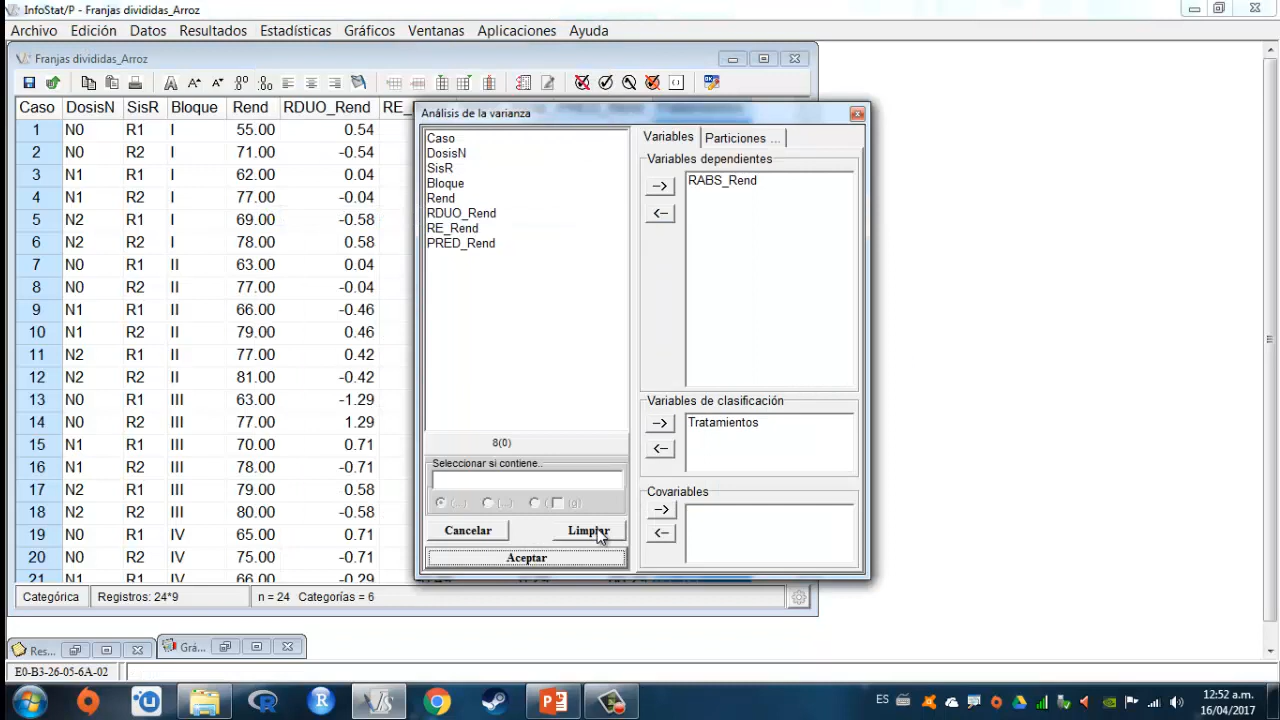 InfoStat/P - Franjas divididas_Arroz
Archivo Edición Datos Resultados Estadísticas Gráficos Ventanas Aplicaciones Ayuda
Franjas divididas_Arroz
Caso DosisN SisR Bloque Rend RDUO_Rend RE_
1 N0 R1 I 55.00 0.54
2 N0 R2 I 71.00 -0.54
3 N1 R1 I 62.00 0.04
4 N1 R2 I 77.00 -0.04
5 N2 R1 I 69.00 -0.58
6 N2 R2 I 78.00 0.58
7 N0 R1 II 63.00 0.04
8 N0 R2 II 77.00 -0.04
9 N1 R1 II 66.00 -0.46
10 N1 R2 II 79.00 0.46
11 N2 R1 II 77.00 0.42
12 N2 R2 II 81.00 -0.42
13 N0 R1 III 63.00 -1.29
14 N0 R2 III 77.00 1.29
15 N1 R1 III 70.00 0.71
16 N1 R2 III 78.00 -0.71
17 N2 R1 III 79.00 0.58
18 N2 R2 III 80.00 -0.58
19 N0 R1 IV 65.00 0.71
20 N0 R2 IV 75.00 -0.71
21 N1 R1 IV 66.00 -0.29
Categórica Registros: 24*9 n = 24 Categorías = 6
Análisis de la varianza
Caso
DosisN
SisR
Bloque
Rend
RDUO_Rend
RE_Rend
PRED_Rend
8(0)
Seleccionar si contiene..
(...) [...] ( (g)
Cancelar Limpiar
Aceptar
Variables Particiones ...
Variables dependientes
-> RABS_Rend
<-
Variables de clasificación
-> Tratamientos
<-
Covariables
->
<-
Res... Grá...
E0-B3-26-05-6A-02
ES 12:52 a.m.
16/04/2017